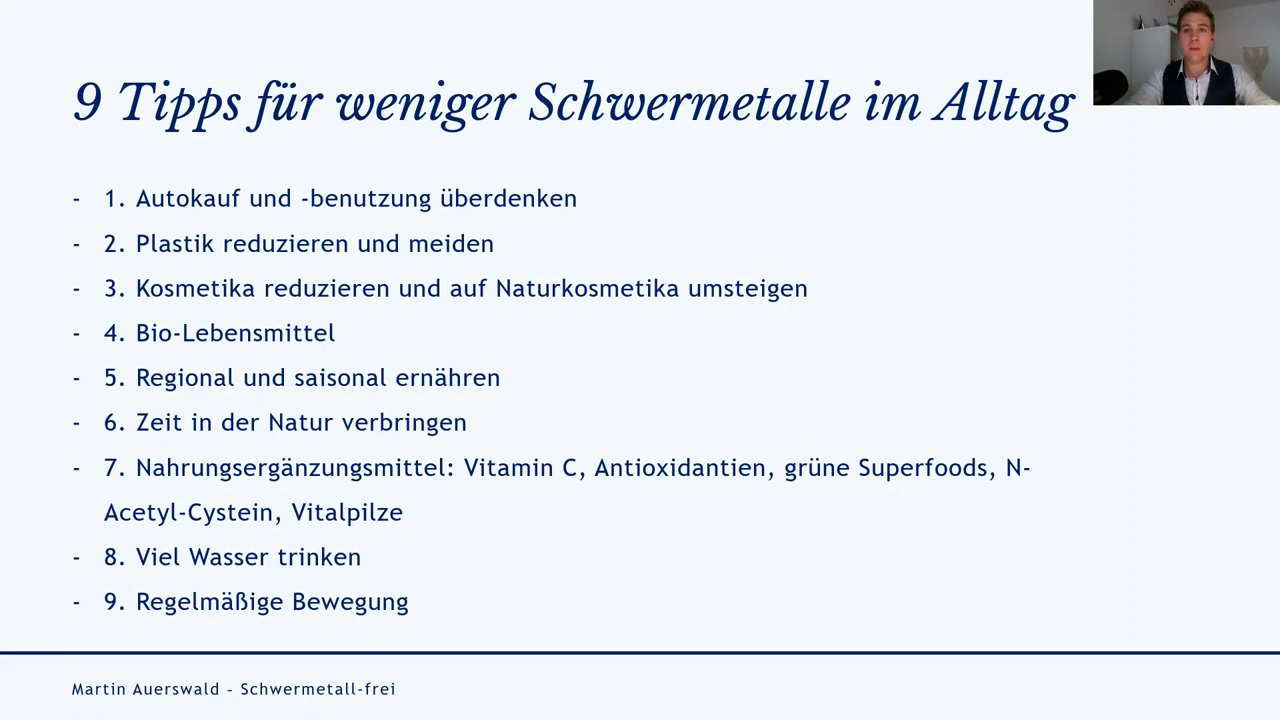 9 Tipps für weniger Schwermetalle im Alltag
- 1. Autokauf und -benutzung überdenken
- 2. Plastik reduzieren und meiden
- 3. Kosmetika reduzieren und auf Naturkosmetika umsteigen
- 4. Bio-Lebensmittel
- 5. Regional und saisonal ernähren
- 6. Zeit in der Natur verbringen
- 7. Nahrungsergänzungsmittel: Vitamin C, Antioxidantien, grüne Superfoods, N-
Acetyl-Cystein, Vitalpilze
- 8. Viel Wasser trinken
- 9. Regelmäßige Bewegung
Martin Auerswald – Schwermetall-frei